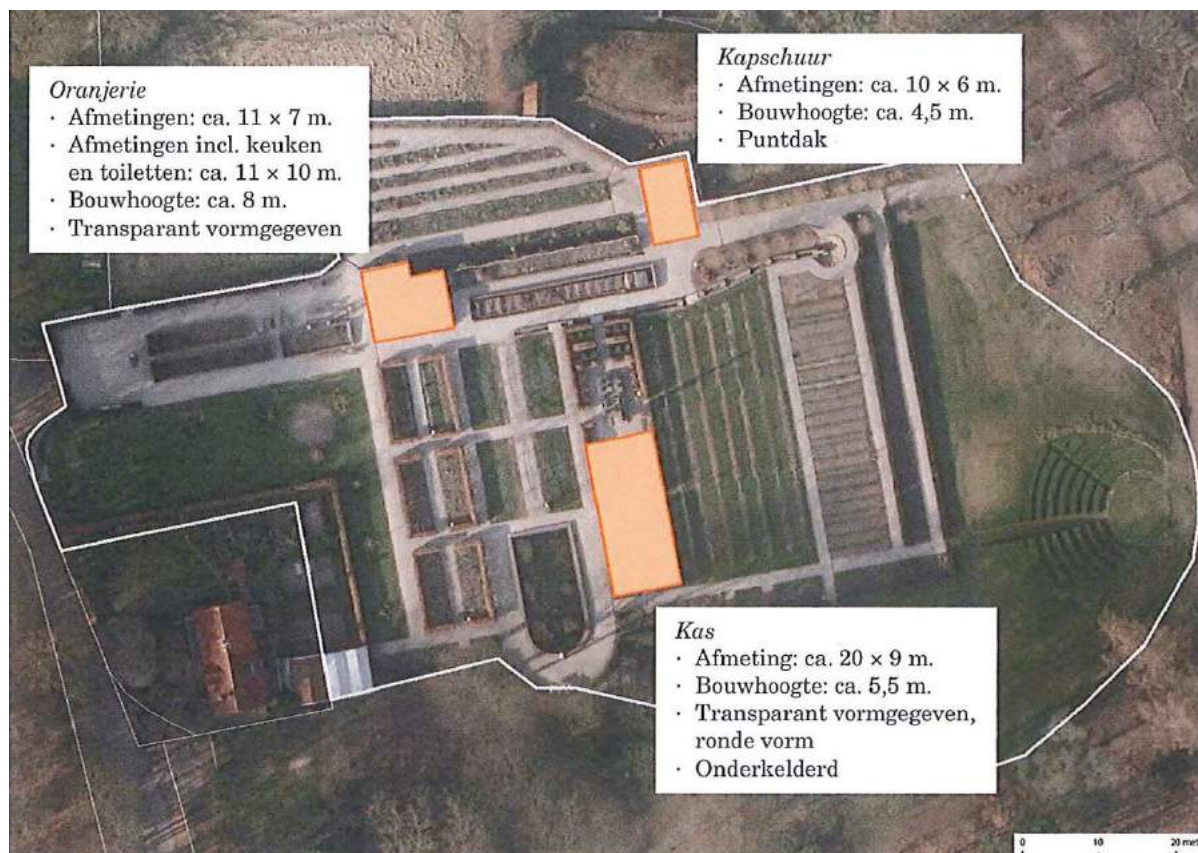 Oranjerie
· Afmetingen: ca. 11 × 7 m.
· Afmetingen incl. keuken
en toiletten: ca. 11 × 10 m.
· Bouwhoogte: ca. 8 m.
· Transparant vormgegeven
Kapschuur
· Afmetingen: ca. 10 × 6 m.
· Bouwhoogte: ca. 4,5 m.
· Puntdak
Kas
· Afmeting: ca. 20 × 9 m.
· Bouwhoogte: ca. 5,5 m.
· Transparant vormgegeven,
ronde vorm
· Onderkelderd
0 10 20